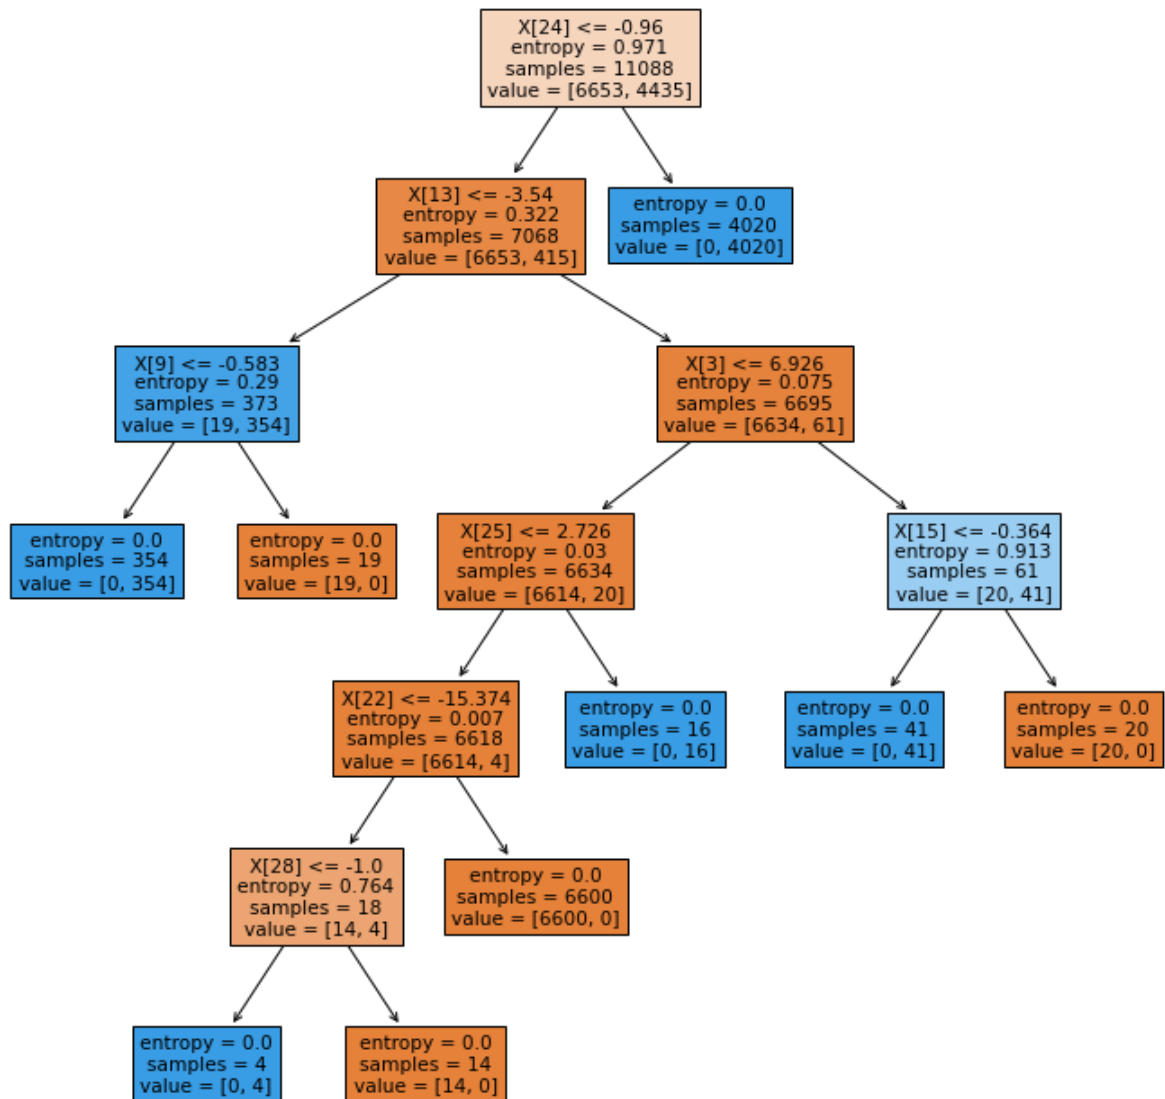 X[24] <= -0.96
entropy = 0.971
samples = 11088
value = [6653, 4435]
X[13] <= -3.54
entropy = 0.322
samples = 7068
value = [6653, 415]
entropy = 0.0
samples = 4020
value = [0, 4020]
X[9] <= -0.583
entropy = 0.29
samples = 373
value = [19, 354]
X[3] <= 6.926
entropy = 0.075
samples = 6695
value = [6634, 61]
entropy = 0.0
samples = 354
value = [0, 354]
entropy = 0.0
samples = 19
value = [19, 0]
X[25] <= 2.726
entropy = 0.03
samples = 6634
value = [6614, 20]
X[15] <= -0.364
entropy = 0.913
samples = 61
value = [20, 41]
X[22] <= -15.374
entropy = 0.007
samples = 6618
value = [6614, 4]
entropy = 0.0
samples = 16
value = [0, 16]
entropy = 0.0
samples = 41
value = [0, 41]
entropy = 0.0
samples = 20
value = [20, 0]
X[28] <= -1.0
entropy = 0.764
samples = 18
value = [14, 4]
entropy = 0.0
samples = 6600
value = [6600, 0]
entropy = 0.0
samples = 4
value = [0, 4]
entropy = 0.0
samples = 14
value = [14, 0]